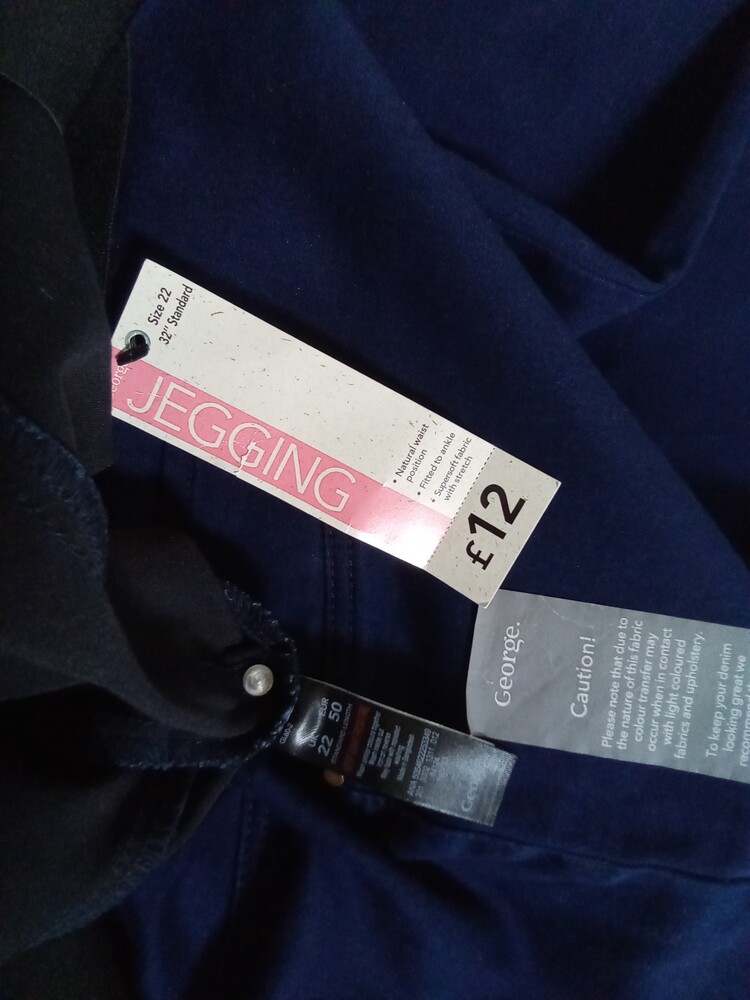 Size 22
32" Standard
JEGGING
• Natural waist
position
• Fitted to ankle
• Supersoft fabric
with stretch
£12
George.
Caution!
Please note that due to
the nature of this fabric
colour transfer may
occur when in contact
with light coloured
fabrics and upholstery.
To keep your denim
looking great we
UK EUR
22 50